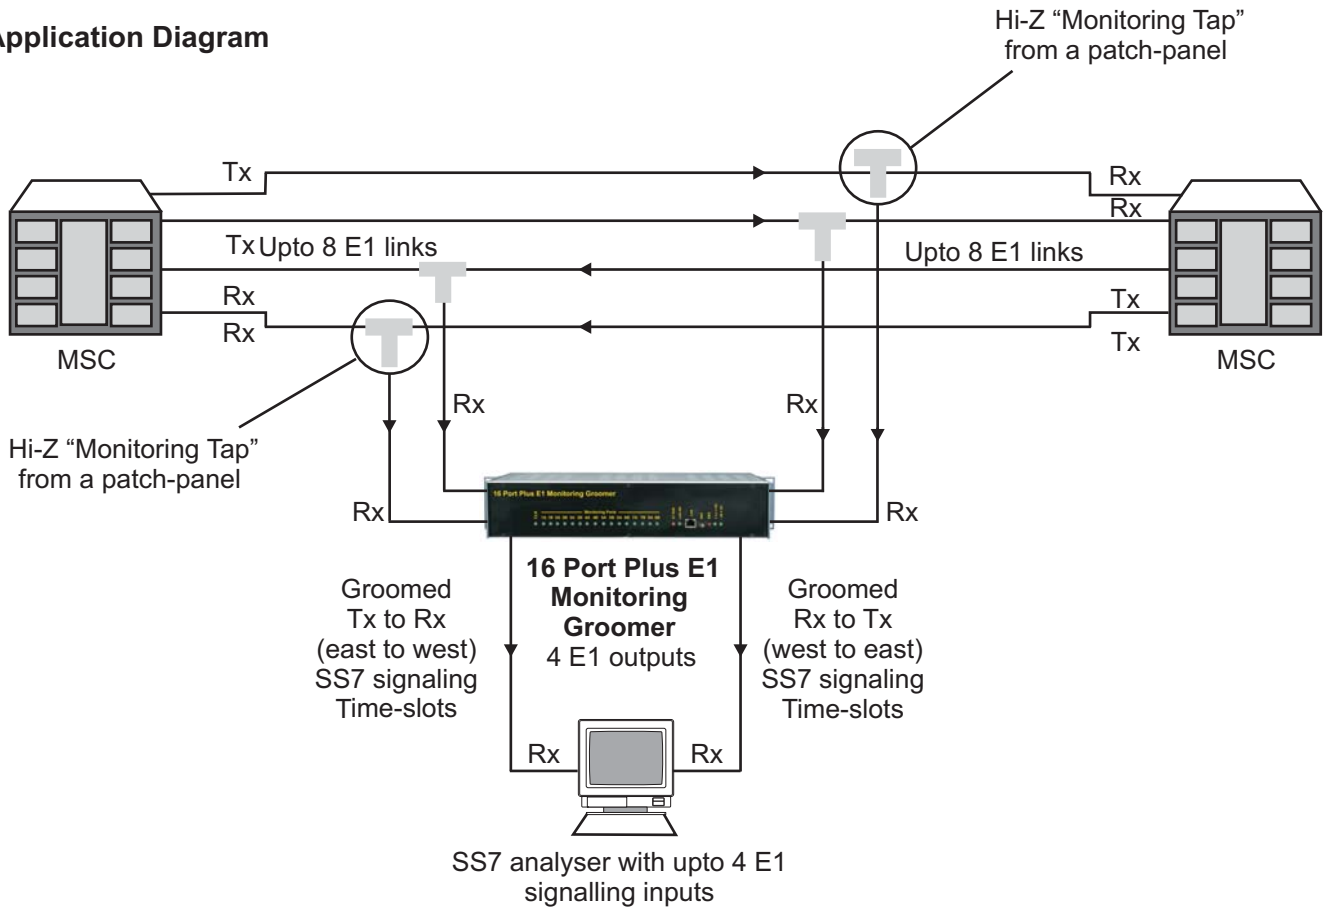 Application Diagram
Hi-Z “Monitoring Tap”
from a patch-panel
Tx
Rx
Rx
Tx
Upto 8 E1 links
Upto 8 E1 links
Rx
Rx
Tx
Tx
MSC
MSC
Rx
Rx
Hi-Z “Monitoring Tap”
from a patch-panel
16 Port Plus E1 Monitoring Groomer
Monitoring Ports
Rx
Rx
16 Port Plus E1
Monitoring
Groomer
4 E1 outputs
Groomed
Tx to Rx
(east to west)
SS7 signaling
Time-slots
Groomed
Rx to Tx
(west to east)
SS7 signaling
Time-slots
Rx
Rx
SS7 analyser with upto 4 E1
signalling inputs